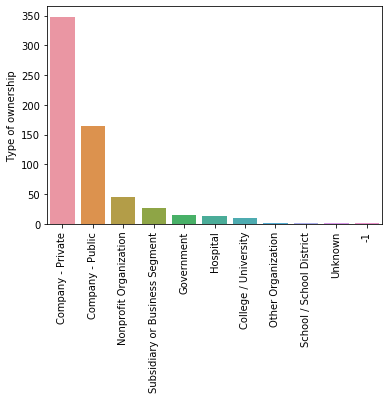 350
300
250
200
150
100
50
0
Type of ownership
Company - Private
Company - Public
Nonprofit Organization
Subsidiary or Business Segment
Government
Hospital
College / University
Other Organization
School / School District
Unknown
-1